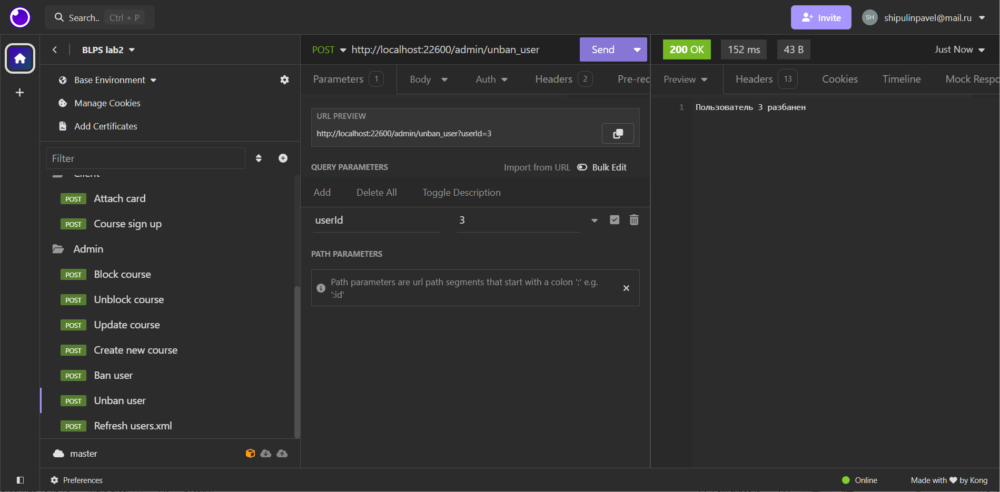 Search.. Ctrl + P
Invite
SH shipulinpavel@mail.ru
BLPS lab2
Base Environment
Manage Cookies
Add Certificates
Filter
Client
POST Attach card
POST Course sign up
Admin
POST Block course
POST Unblock course
POST Update course
POST Create new course
POST Ban user
POST Unban user
POST Refresh users.xml
master
POST http://localhost:22600/admin/unban_user Send
Parameters 1 Body Auth Headers 2 Pre-req
URL PREVIEW
http://localhost:22600/admin/unban_user?userId=3
QUERY PARAMETERS Import from URL Bulk Edit
Add Delete All Toggle Description
userId 3
PATH PARAMETERS
Path parameters are url path segments that start with a colon ':' e.g.
':id'
200 OK 152 ms 43 B Just Now
Preview Headers 13 Cookies Timeline Mock Respo
1 Пользователь 3 разбанен
Preferences
Online
Made with by Kong